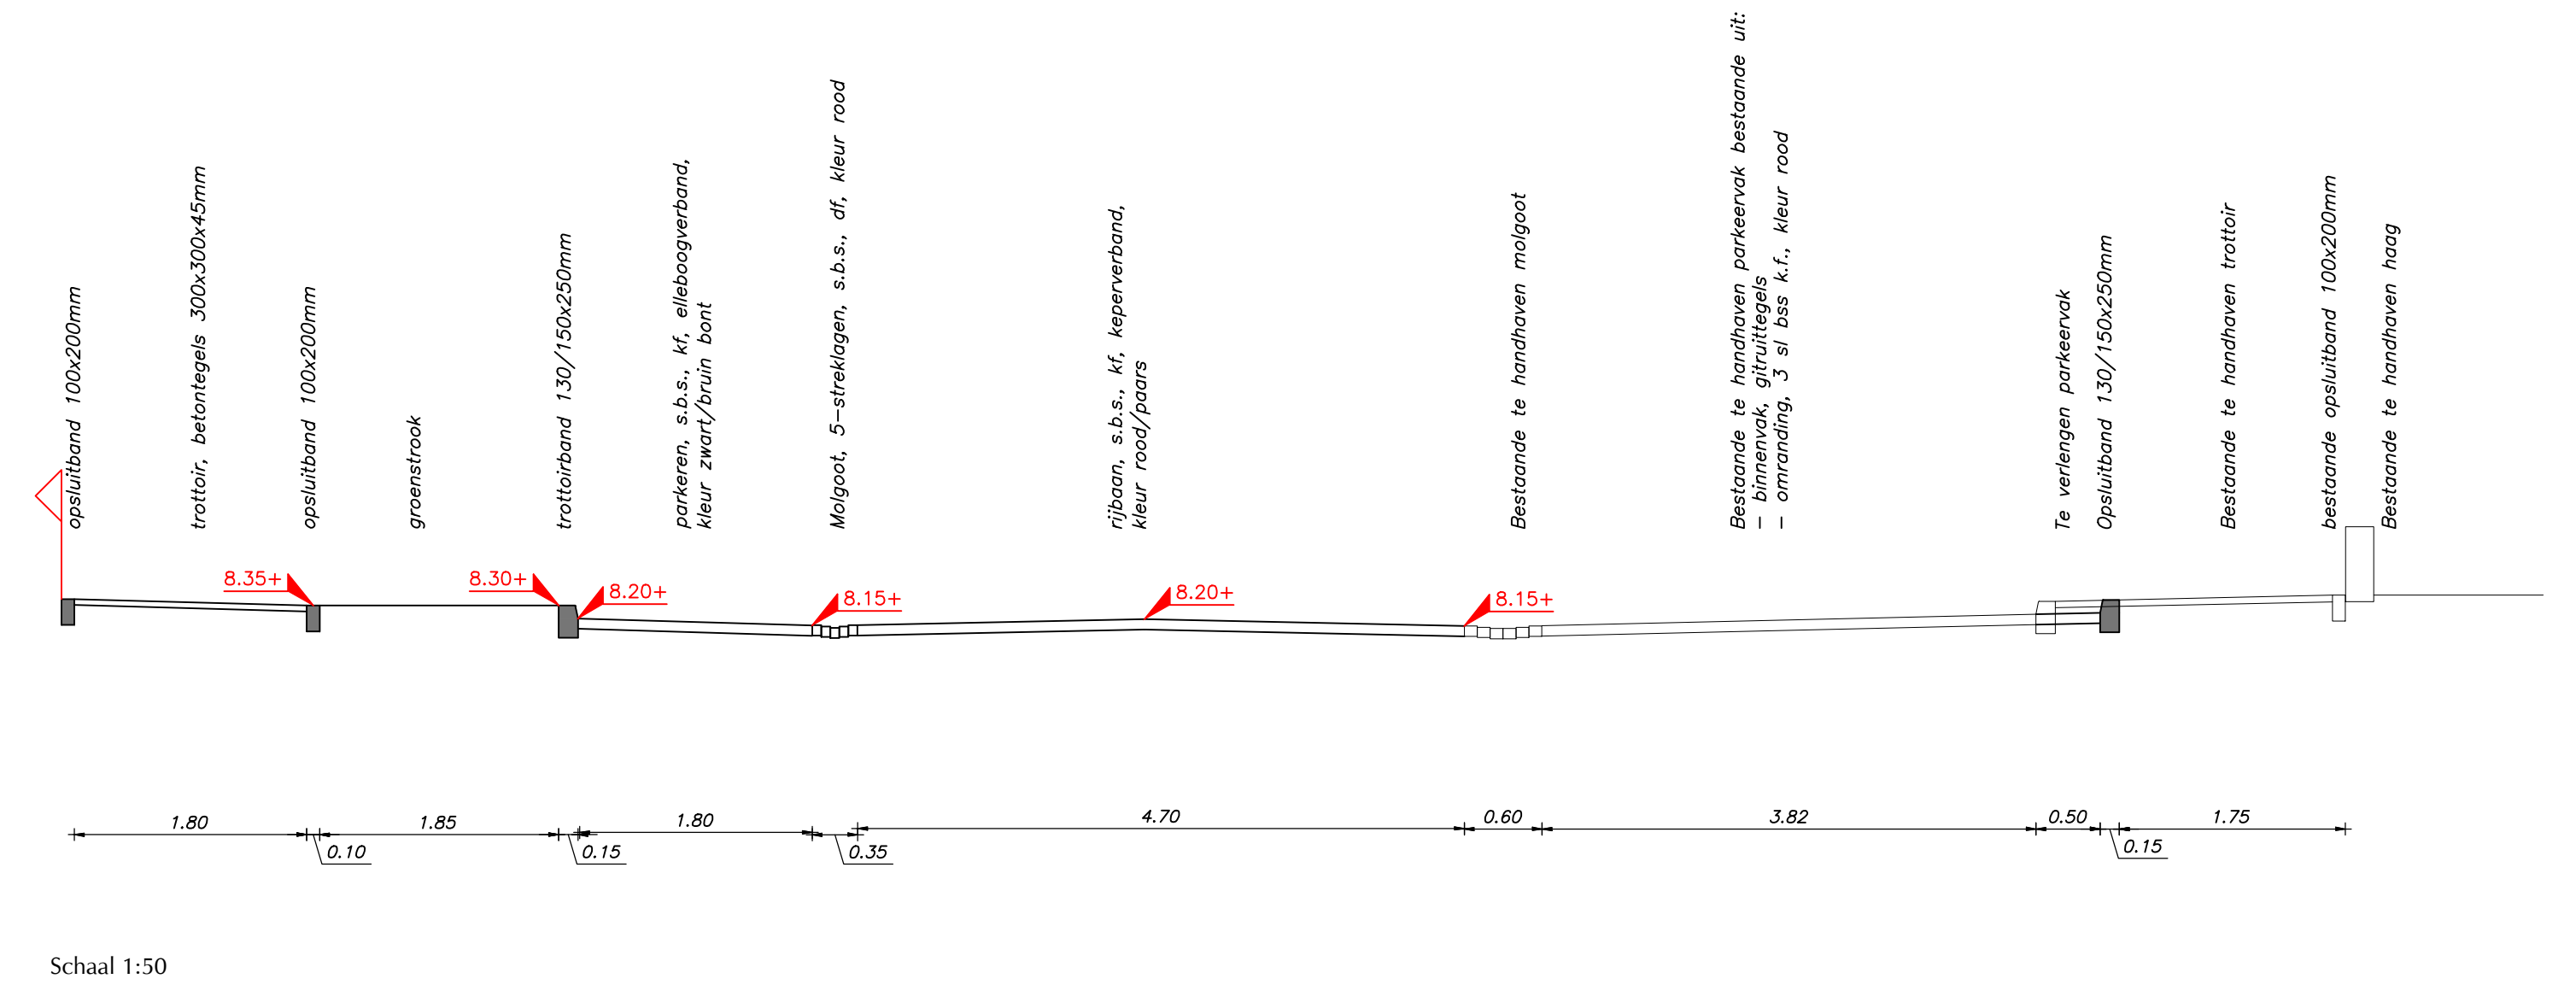 opsluitband 100x200mm
trottoir, betontegels 300x300x45mm
opsluitband 100x200mm
groenstrook
trottoirband 130/150x250mm
parkeren, s.b.s., kf, elleboogverband,
kleur zwart/bruin bont
Molgoot, 5-streklagen, s.b.s., df, kleur rood
rijbaan, s.b.s., kf, keperverband,
kleur rood/paars
Bestaande te handhaven molgoot
Bestaande te handhaven parkeervak bestaande uit:
- binnenvak, gitruittegels
- omranding, 3 sl bss k.f., kleur rood
Te verlengen parkeervak
Opsluitband 130/150x250mm
Bestaande te handhaven trottoir
bestaande opsluitband 100x200mm
Bestaande te handhaven haag
8.35+
8.30+
8.20+
8.15+
8.20+
8.15+
1.80
0.10
1.85
0.15
1.80
0.35
4.70
0.60
3.82
0.50
0.15
1.75
Schaal 1:50